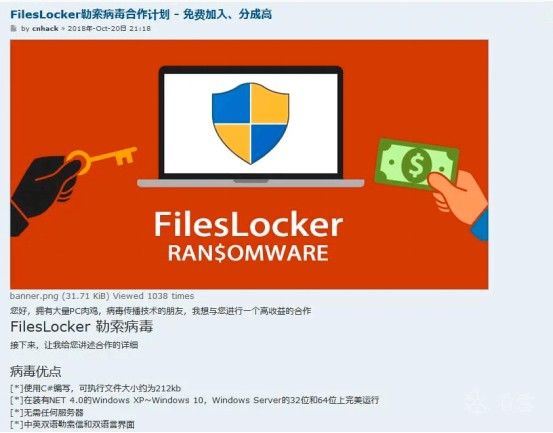 FilesLocker勒索病毒合作计划 - 免费加入、分成高
by cnhack » 2018年-Oct-20日 21:18
FilesLocker
RAN$OMWARE
banner.png (31.71 KiB) Viewed 1038 times
您好，拥有大量PC肉鸡，病毒传播技术的朋友，我想与您进行一个高收益的合作
FilesLocker 勒索病毒
接下来，让我给您讲述合作的详细
病毒优点
[*]使用C#编写，可执行文件大小约为212kb
[*]在装有NET 4.0的Windows XP～Windows 10，Windows Server的32位和64位上完美运行
[*]无需任何服务器
[*]中英双语勒索信和双语言界面